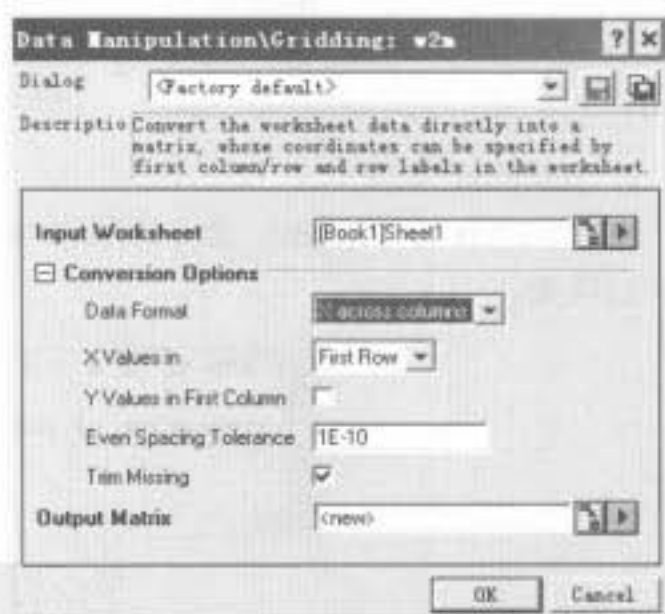 Data Manipulation\Gridding: w2m
Dialog <Factory default>
Descriptio Convert the worksheet data directly into a
matrix, whose coordinates can be specified by
first column/row and row labels in the worksheet.
Input Worksheet [Book1]Sheet1
Conversion Options
Data Format X across columns
X Values in First Row
Y Values in First Column
Even Spacing Tolerance 1E-10
Trim Missing
Output Matrix <new>
OK Cancel